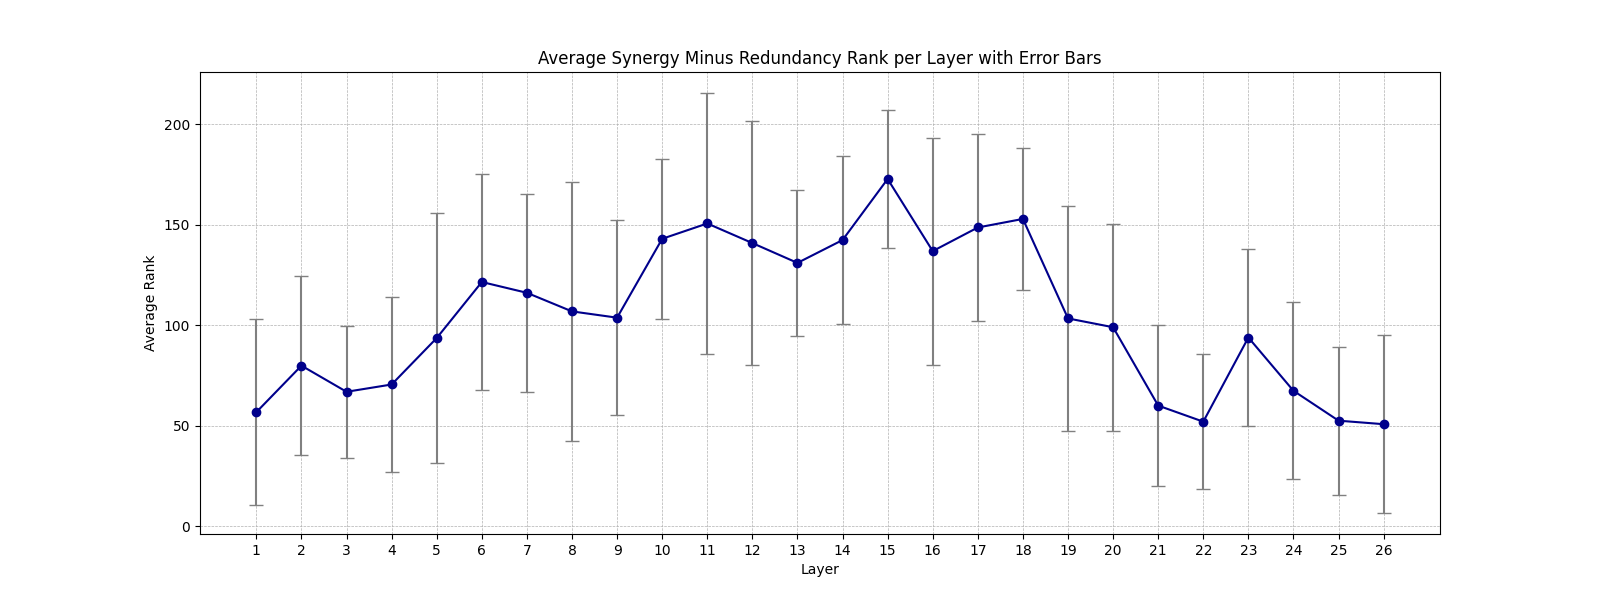 Average Synergy Minus Redundancy Rank per Layer with Error Bars
200
150
100
50
0
Average Rank
1 2 3 4 5 6 7 8 9 10 11 12 13 14 15 16 17 18 19 20 21 22 23 24 25 26
Layer